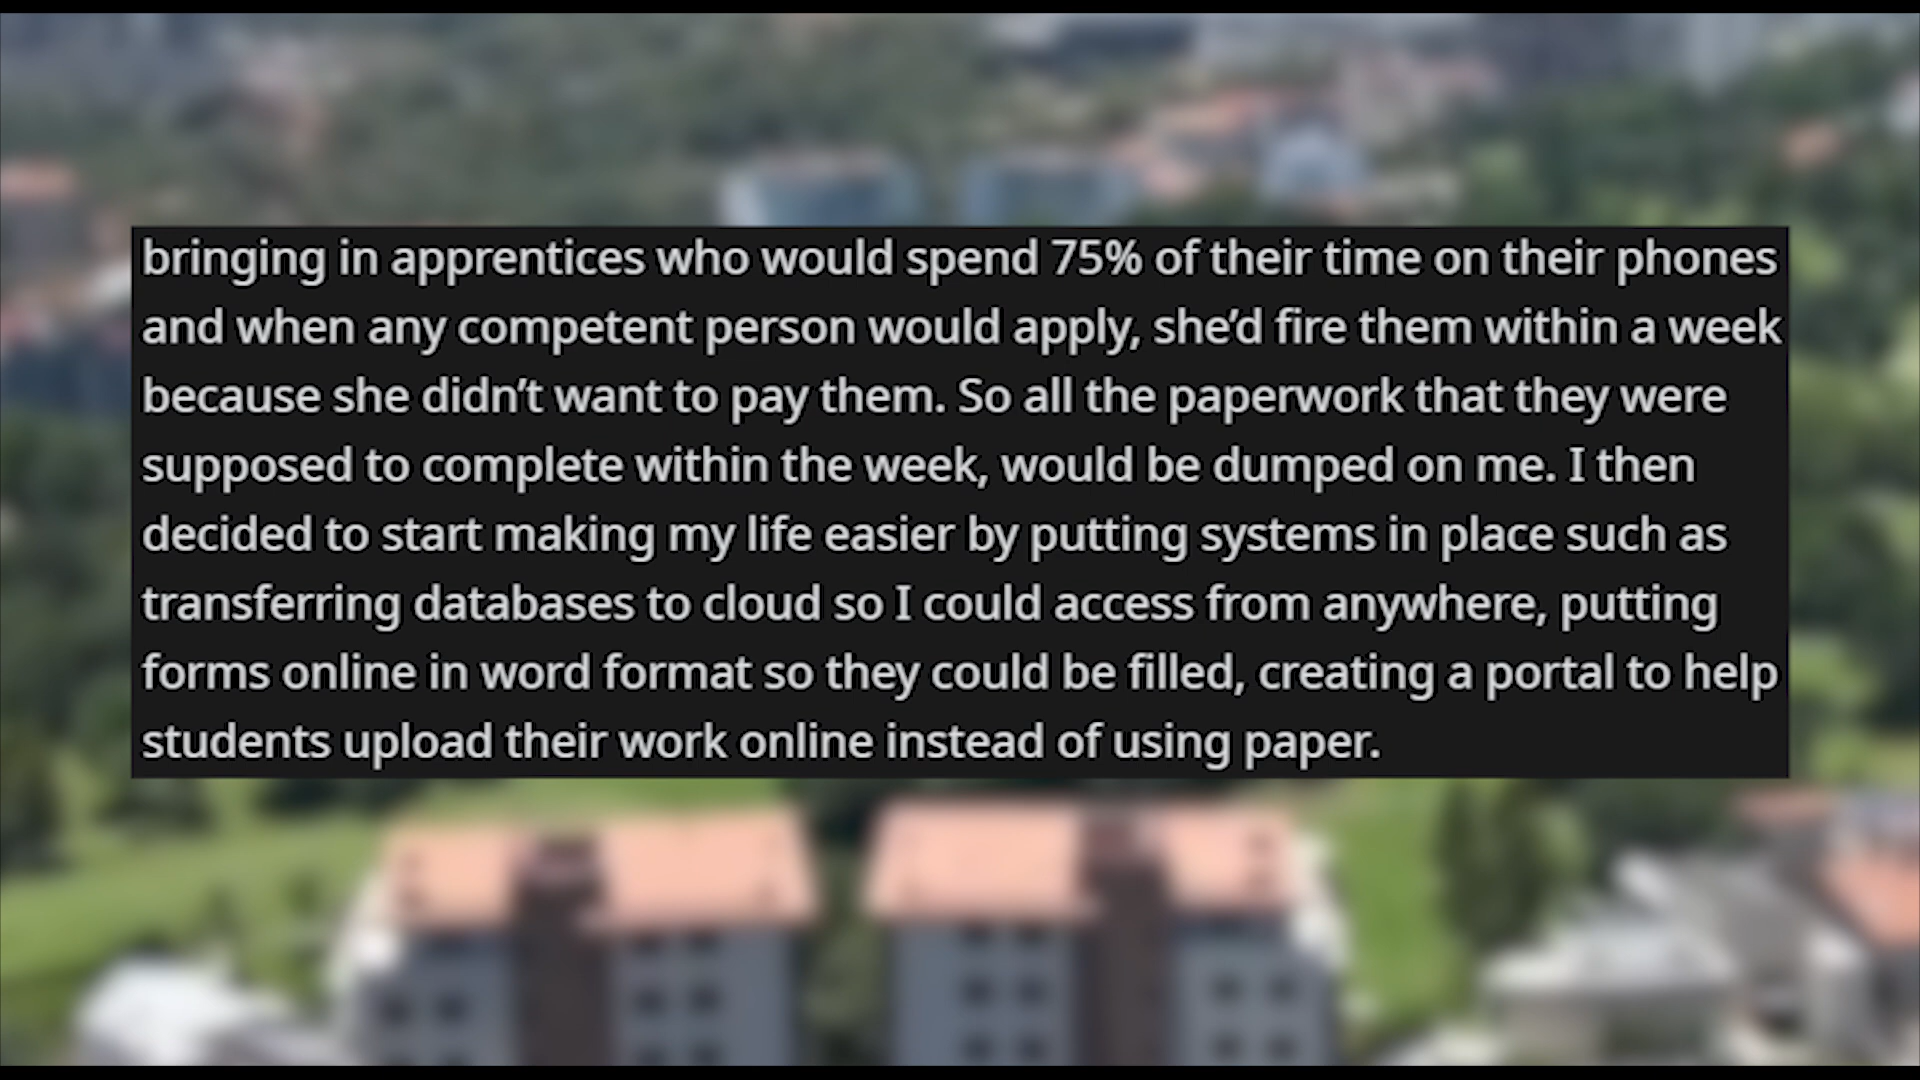 bringing in apprentices who would spend 75% of their time on their phones
and when any competent person would apply, she’d fire them within a week
because she didn’t want to pay them. So all the paperwork that they were
supposed to complete within the week, would be dumped on me. I then
decided to start making my life easier by putting systems in place such as
transferring databases to cloud so I could access from anywhere, putting
forms online in word format so they could be filled, creating a portal to help
students upload their work online instead of using paper.